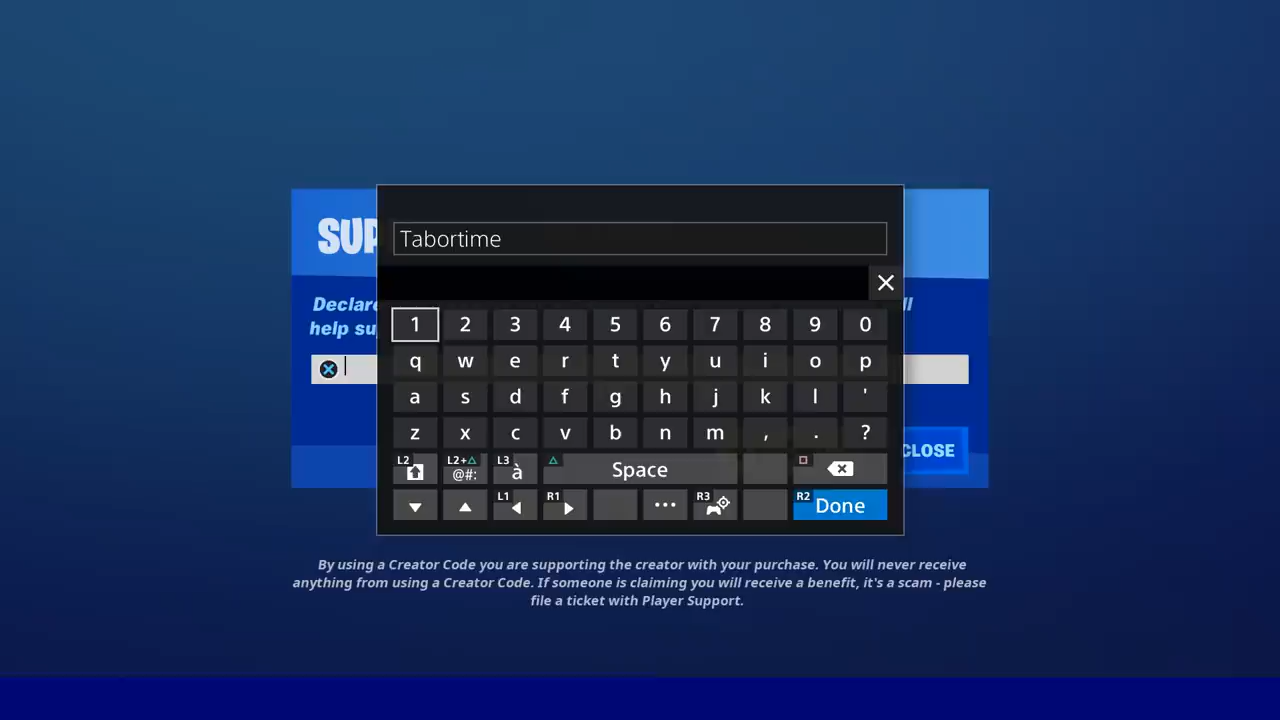 SUP
Tabortime
Declare
ll
help su
1 2 3 4 5 6 7 8 9 0
q w e r t y u i o p
a s d f g h j k l '
z x c v b n m , . ?
L2 L2+△ @#: L3 à △ Space
L1 R1 ... R3 R2 Done
CLOSE
By using a Creator Code you are supporting the creator with your purchase. You will never receive
anything from using a Creator Code. If someone is claiming you will receive a benefit, it's a scam - please
file a ticket with Player Support.